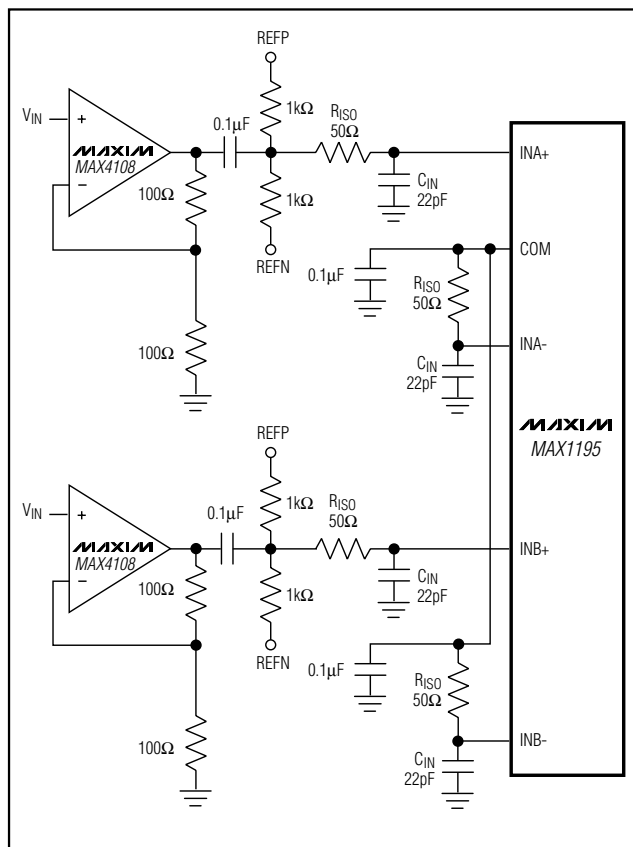 REFP
VIN
+
MAXIM
MAX4108
−
0.1µF
1kΩ
RISO
50Ω
INA+
100Ω
1kΩ
CIN
22pF
REFN
COM
0.1µF
RISO
50Ω
100Ω
INA-
CIN
22pF
MAXIM
MAX1195
REFP
VIN
+
MAXIM
MAX4108
−
0.1µF
1kΩ
RISO
50Ω
INB+
100Ω
1kΩ
CIN
22pF
REFN
0.1µF
RISO
50Ω
100Ω
INB-
CIN
22pF